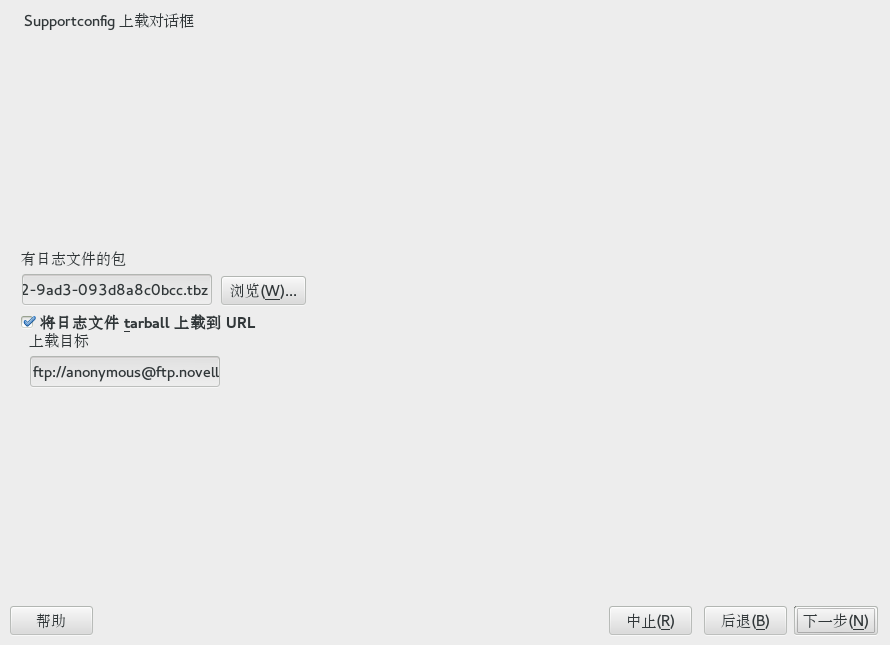 Supportconfig 上载对话框
有日志文件的包
2-9ad3-093d8a8c0bcc.tbz 浏览(W)...
将日志文件 tarball 上载到 URL
上载目标
ftp://anonymous@ftp.novell
帮助 中止(R) 后退(B) 下一步(N)